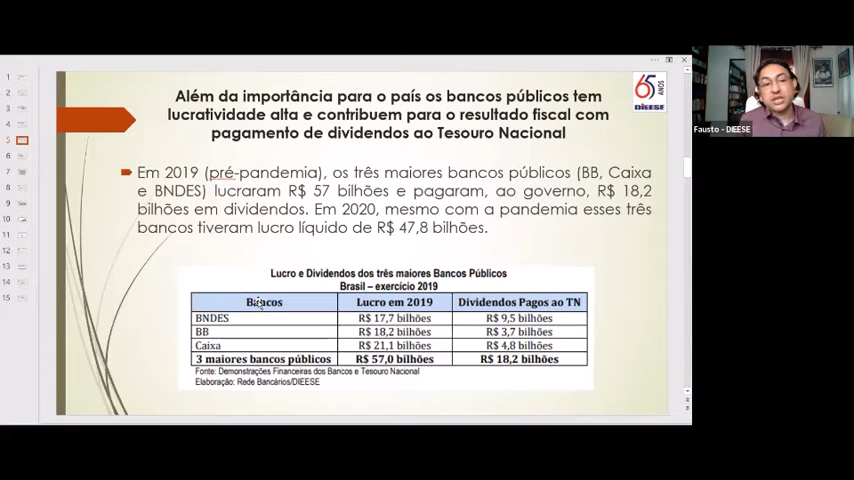 1
2
3
4
5
6
7
8
9
10
11
12
13
14
15
Além da importância para o país os bancos públicos tem
lucratividade alta e contribuem para o resultado fiscal com
pagamento de dividendos ao Tesouro Nacional
65 ANOS
DIEESE
Em 2019 (pré-pandemia), os três maiores bancos públicos (BB, Caixa
e BNDES) lucraram R$ 57 bilhões e pagaram, ao governo, R$ 18,2
bilhões em dividendos. Em 2020, mesmo com a pandemia esses três
bancos tiveram lucro líquido de R$ 47,8 bilhões.
Lucro e Dividendos dos três maiores Bancos Públicos
Brasil – exercício 2019
Bancos Lucro em 2019 Dividendos Pagos ao TN
BNDES R$ 17,7 bilhões R$ 9,5 bilhões
BB R$ 18,2 bilhões R$ 3,7 bilhões
Caixa R$ 21,1 bilhões R$ 4,8 bilhões
3 maiores bancos públicos R$ 57,0 bilhões R$ 18,2 bilhões
Fonte: Demonstrações Financeiras dos Bancos e Tesouro Nacional
Elaboração: Rede Bancários/DIEESE
Fausto - DIEESE